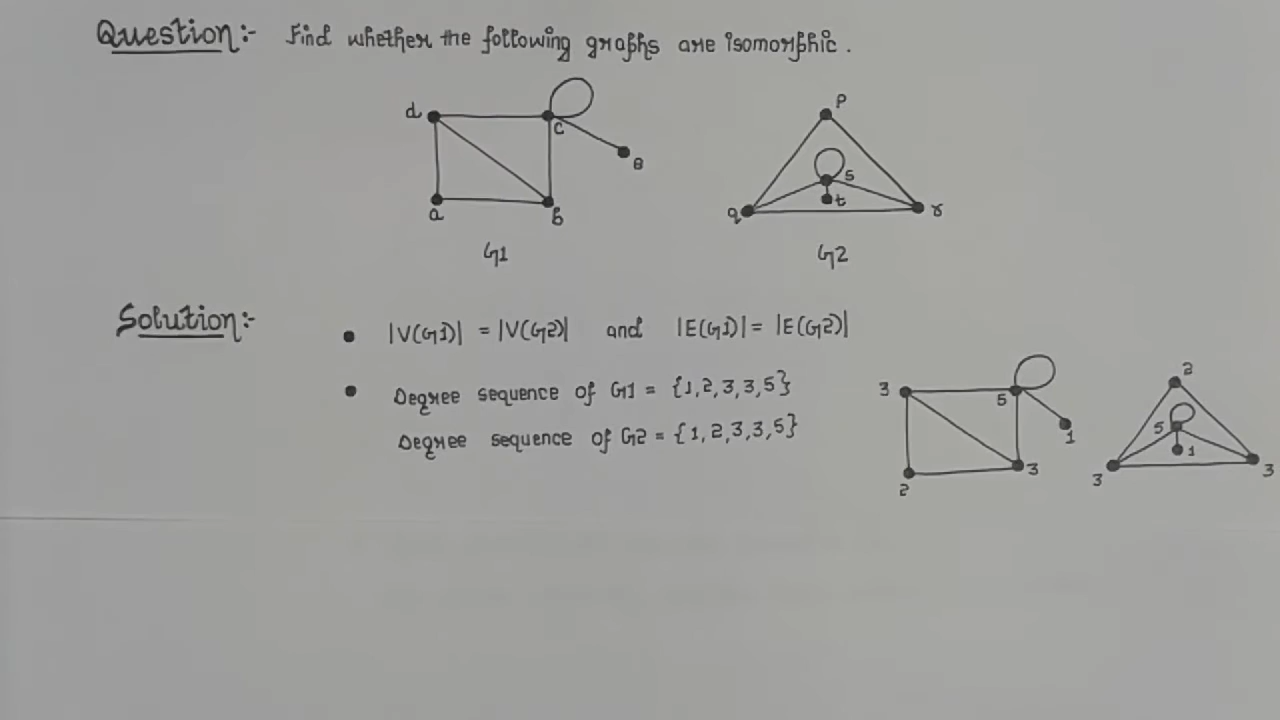 Question:- Find whether the following graphs are isomorphic.
d c e a b
G1
p s t q r
G2
Solution:- • |V(G1)| = |V(G2)| and |E(G1)| = |E(G2)|
• Degree sequence of G1 = {1,2,3,3,5}
Degree sequence of G2 = {1,2,3,3,5}
3 5 1 2 3
2 5 1 3 3